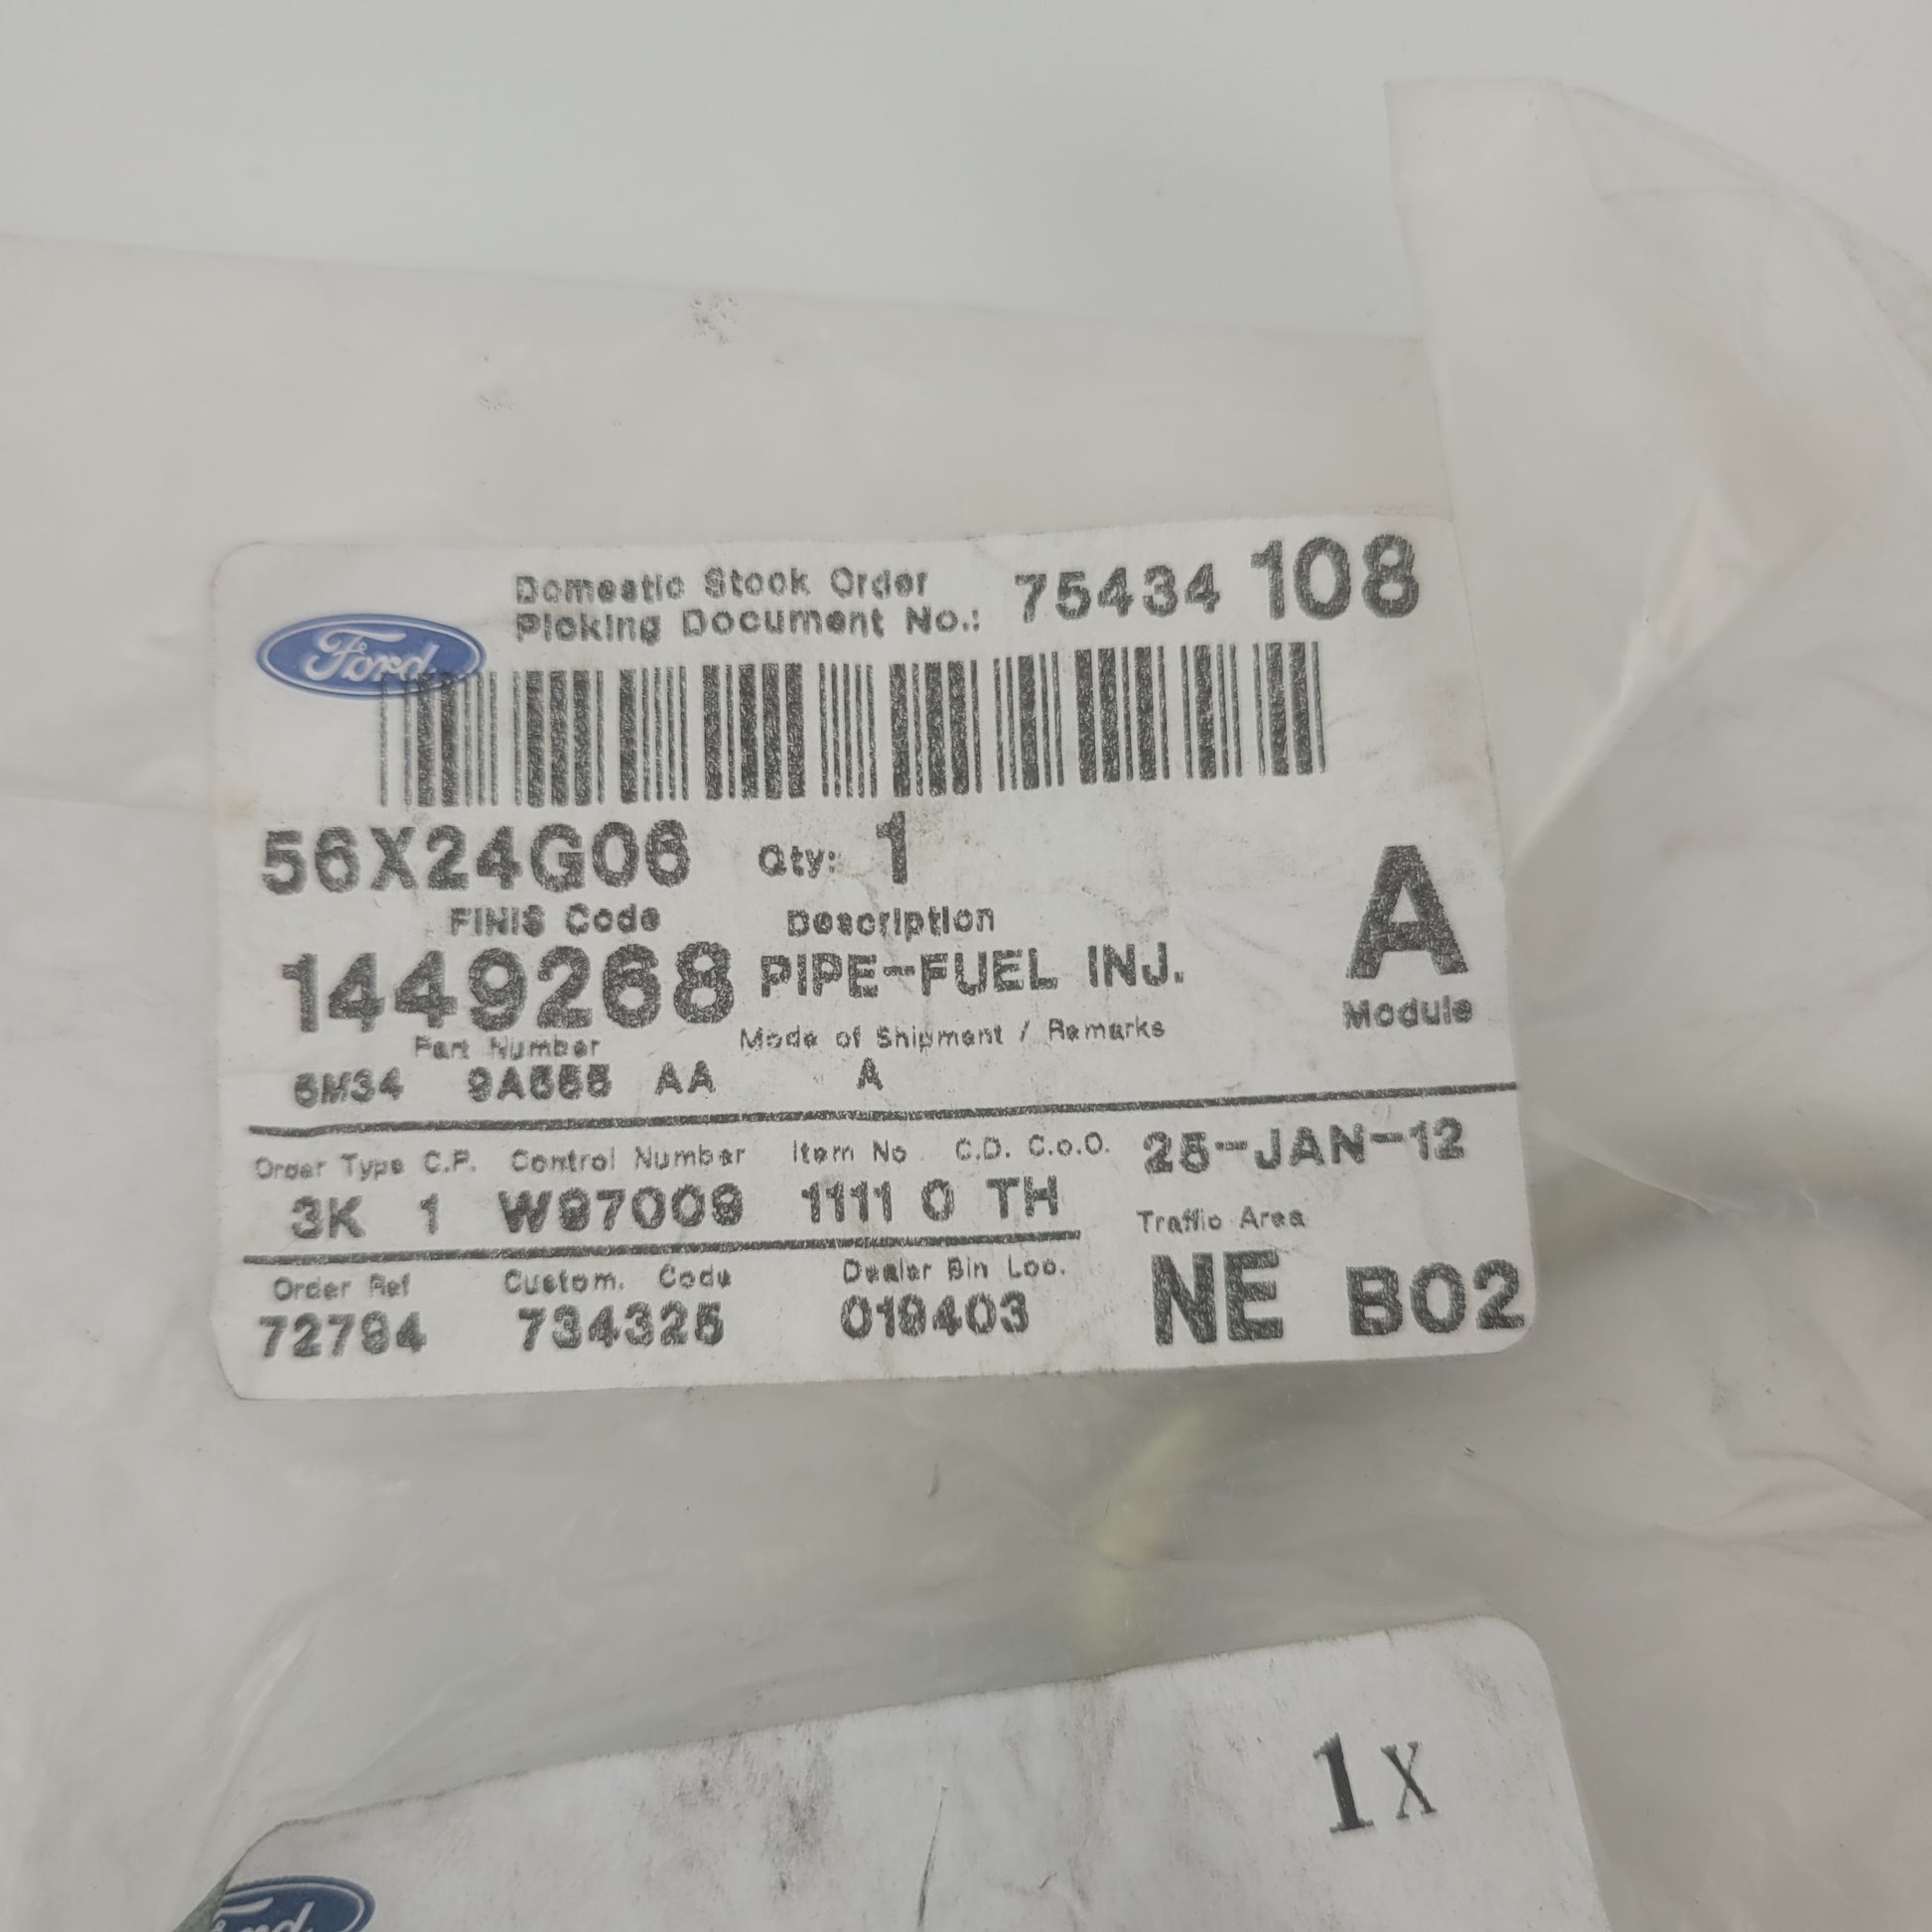 Domestic Stock Order
Picking Document No.: 75434 108
Ford
56X24G06 Qty: 1
FINIS Code Description
1449268 PIPE-FUEL INJ. A
Module
Part Number Mode of Shipment / Remarks
6M34 9A555 AA A
Order Type C.P. Control Number Item No C.D. C.o.O. 25-JAN-12
3K 1 W97009 1111 0 TH
Traffic Area
NE B02
Order Ref Custom. Code Dealer Bin Loc.
72794 734325 019403
1 X
Ford